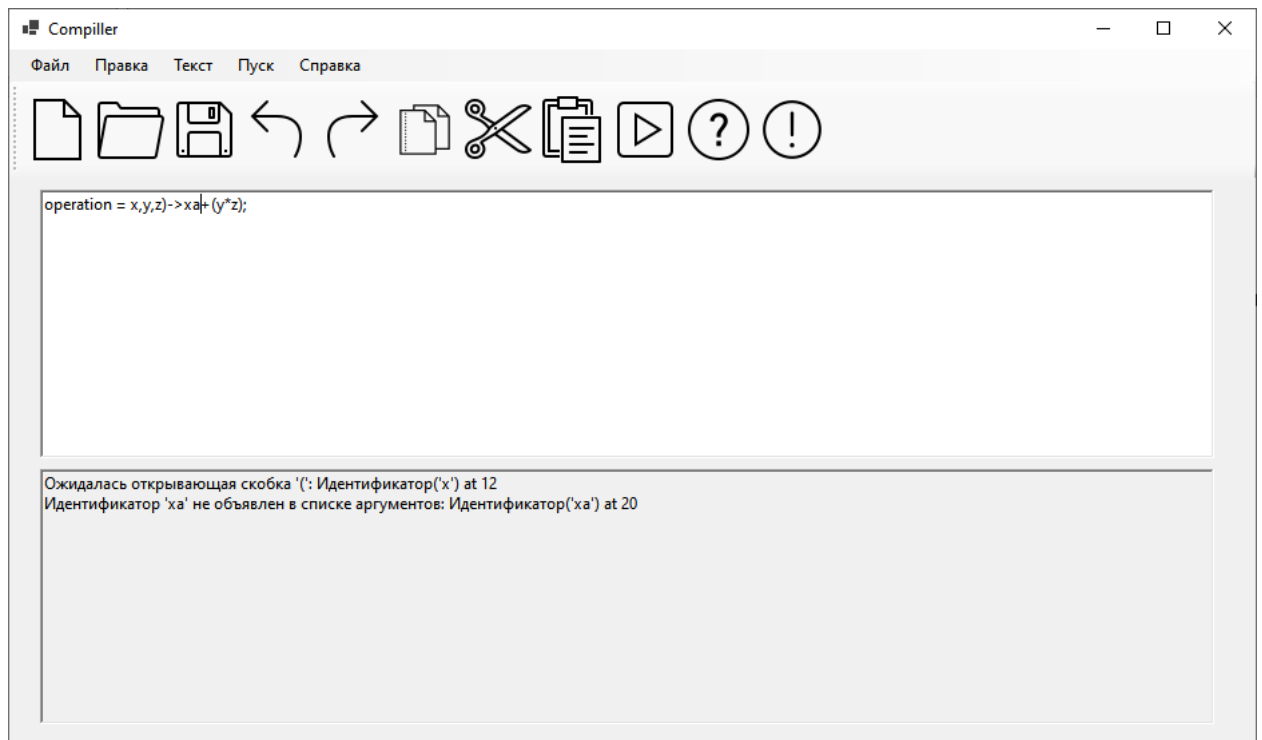 Compiller
Файл Правка Текст Пуск Справка
operation = x,y,z)->xa+(y*z);
Ожидалась открывающая скобка '(': Идентификатор('x') at 12
Идентификатор 'xa' не объявлен в списке аргументов: Идентификатор('xa') at 20